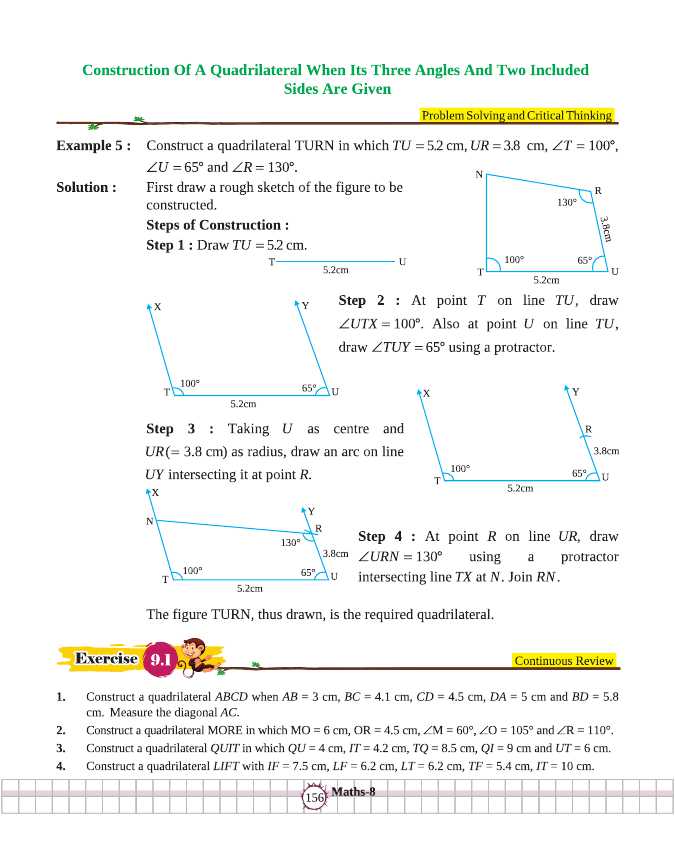 Construction Of A Quadrilateral When Its Three Angles And Two Included
Sides Are Given
Problem Solving and Critical Thinking
Example 5 : Construct a quadrilateral TURN in which TU = 5.2 cm, UR = 3.8 cm, ∠T = 100°,
∠U = 65° and ∠R = 130°.
Solution : First draw a rough sketch of the figure to be
constructed.
Steps of Construction :
Step 1 : Draw TU = 5.2 cm.
T U
5.2cm
N
R
130°
3.8cm
100° 65°
T U
5.2cm
Step 2 : At point T on line TU, draw
∠UTX = 100°. Also at point U on line TU,
draw ∠TUY = 65° using a protractor.
X Y
100° 65°
T U
5.2cm
Step 3 : Taking U as centre and
UR(= 3.8 cm) as radius, draw an arc on line
UY intersecting it at point R.
X Y
R
3.8cm
100° 65°
T U
5.2cm
X
N Y
R
130°
3.8cm
100° 65°
T U
5.2cm
Step 4 : At point R on line UR, draw
∠URN = 130° using a protractor
intersecting line TX at N. Join RN.
The figure TURN, thus drawn, is the required quadrilateral.
Exercise 9.1
Continuous Review
1. Construct a quadrilateral ABCD when AB = 3 cm, BC = 4.1 cm, CD = 4.5 cm, DA = 5 cm and BD = 5.8
cm. Measure the diagonal AC.
2. Construct a quadrilateral MORE in which MO = 6 cm, OR = 4.5 cm, ∠M = 60°, ∠O = 105° and ∠R = 110°.
3. Construct a quadrilateral QUIT in which QU = 4 cm, IT = 4.2 cm, TQ = 8.5 cm, QI = 9 cm and UT = 6 cm.
4. Construct a quadrilateral LIFT with IF = 7.5 cm, LF = 6.2 cm, LT = 6.2 cm, TF = 5.4 cm, IT = 10 cm.
156 Maths-8